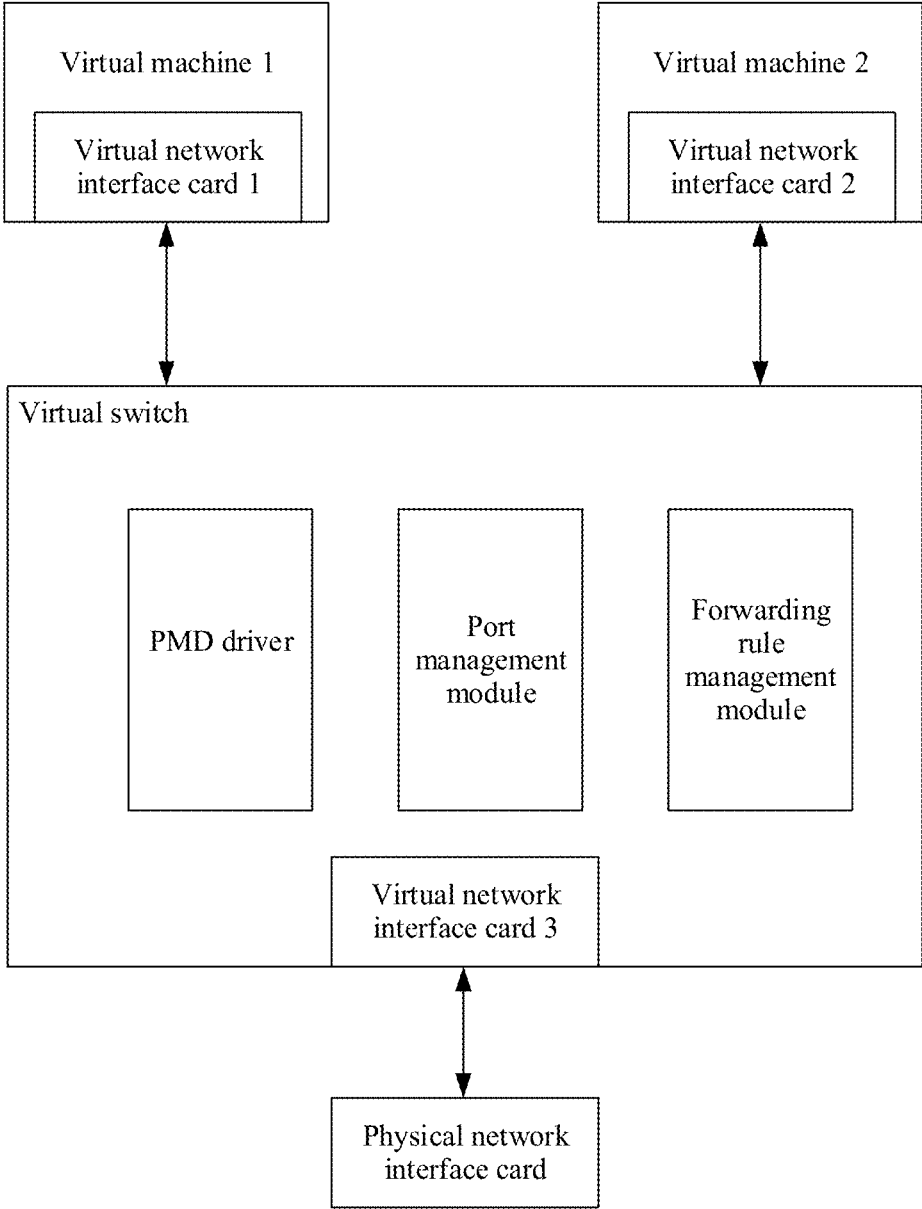 Virtual machine 1
Virtual network
interface card 1
Virtual machine 2
Virtual network
interface card 2
Virtual switch
PMD driver
Port
management
module
Forwarding
rule
management
module
Virtual network
interface card 3
Physical network
interface card